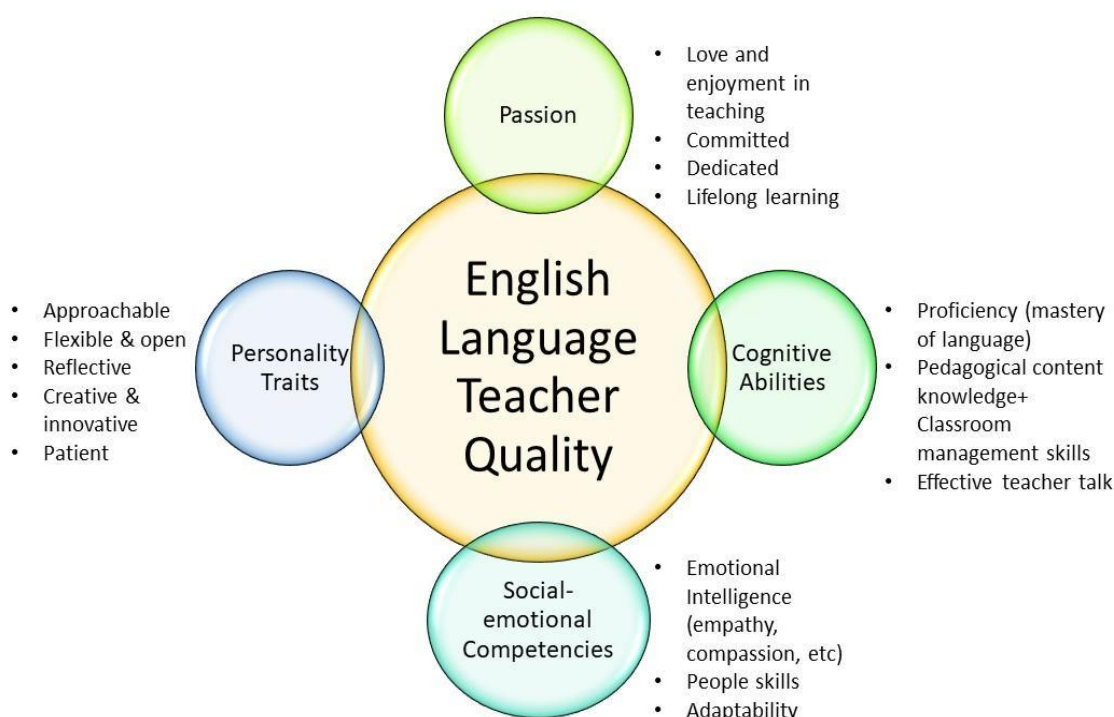 Passion
• Love and
enjoyment in
teaching
• Committed
• Dedicated
• Lifelong learning
English
Language
Teacher
Quality
Personality
Traits
• Approachable
• Flexible & open
• Reflective
• Creative &
innovative
• Patient
Cognitive
Abilities
• Proficiency (mastery
of language)
• Pedagogical content
knowledge+
Classroom
management skills
• Effective teacher talk
Social-
emotional
Competencies
• Emotional
Intelligence
(empathy,
compassion, etc)
• People skills
• Adaptability